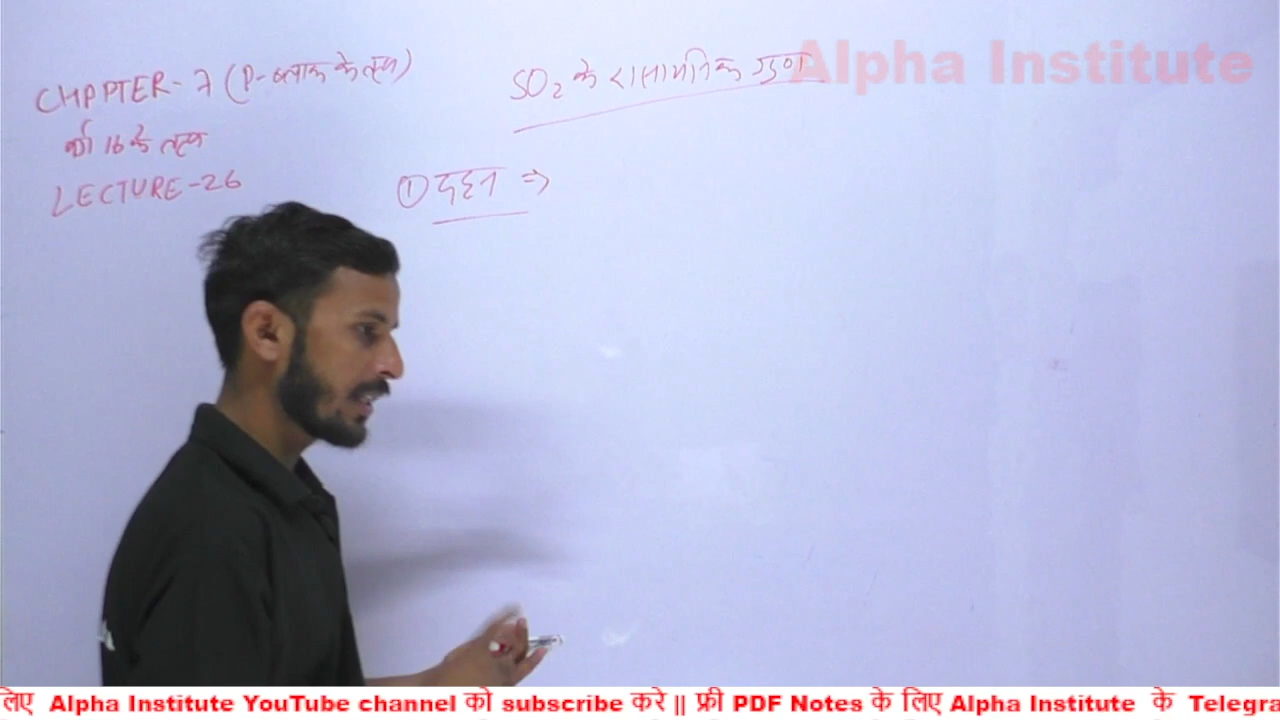 CHAPTER-7 (P-ब्लाक के तत्व)
वर्ग 16 के तत्व
LECTURE-26
SO2 के रासायनिक गुण
① दहन ⇒
Alpha Institute
लिए Alpha Institute YouTube channel को subscribe करे || फ्री PDF Notes के लिए Alpha Institute के Telegra